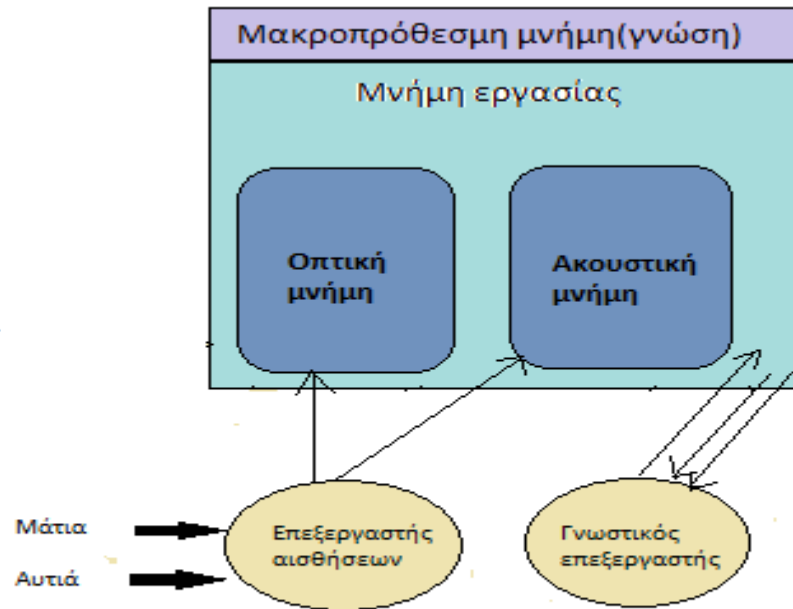 Μακροπρόθεσμη μνήμη(γνώση)
Μνήμη εργασίας
Οπτική
μνήμη
Ακουστική
μνήμη
Μάτια
Αυτιά
Επεξεργαστής
αισθήσεων
Γνωστικός
επεξεργαστής